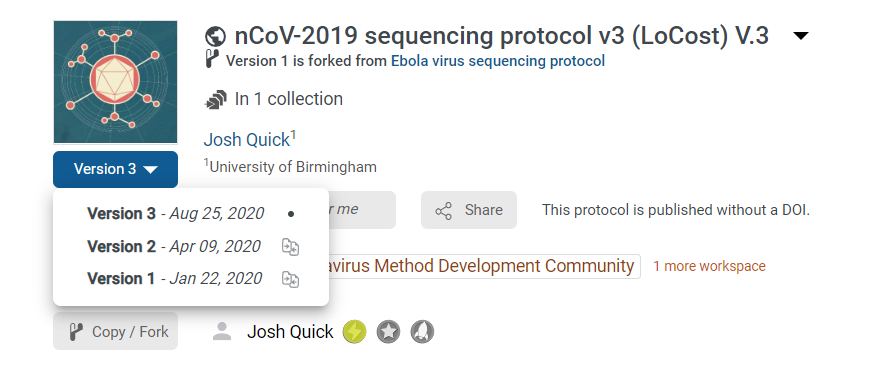 nCoV-2019 sequencing protocol v3 (LoCost) V.3
Version 1 is forked from Ebola virus sequencing protocol
In 1 collection
Josh Quick1
1University of Birmingham
Version 3
Version 3 - Aug 25, 2020
Version 2 - Apr 09, 2020
Version 1 - Jan 22, 2020
me
Share
This protocol is published without a DOI.
Method Development Community
1 more workspace
Copy / Fork
Josh Quick